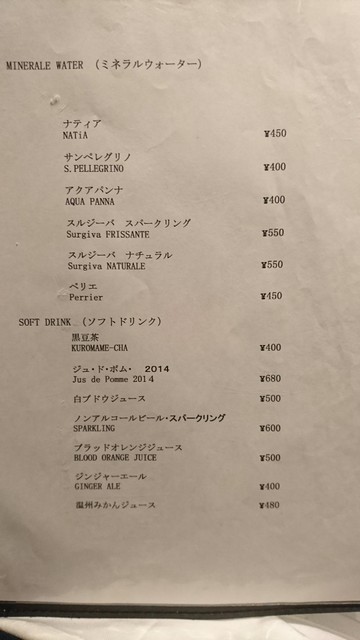 MINERALE WATER （ミネラルウォーター）
ナティア
NATiA ¥450
サンペレグリノ
S.PELLEGRINO ¥400
アクアパンナ
AQUA PANNA ¥400
スルジーバ スパークリング
Surgiva FRISSANTE ¥550
スルジーバ ナチュラル
Surgiva NATURALE ¥550
ペリエ
Perrier ¥450
SOFT DRINK （ソフトドリンク）
黒豆茶
KUROMAME-CHA ¥400
ジュ・ド・ポム・ 2014
Jus de Pomme 2014 ¥680
白ブドウジュース ¥500
ノンアルコールビール・スパークリング
SPARKLING ¥600
ブラッドオレンジジュース
BLOOD ORANGE JUICE ¥500
ジンジャーエール
GINGER ALE ¥400
温州みかんジュース ¥480